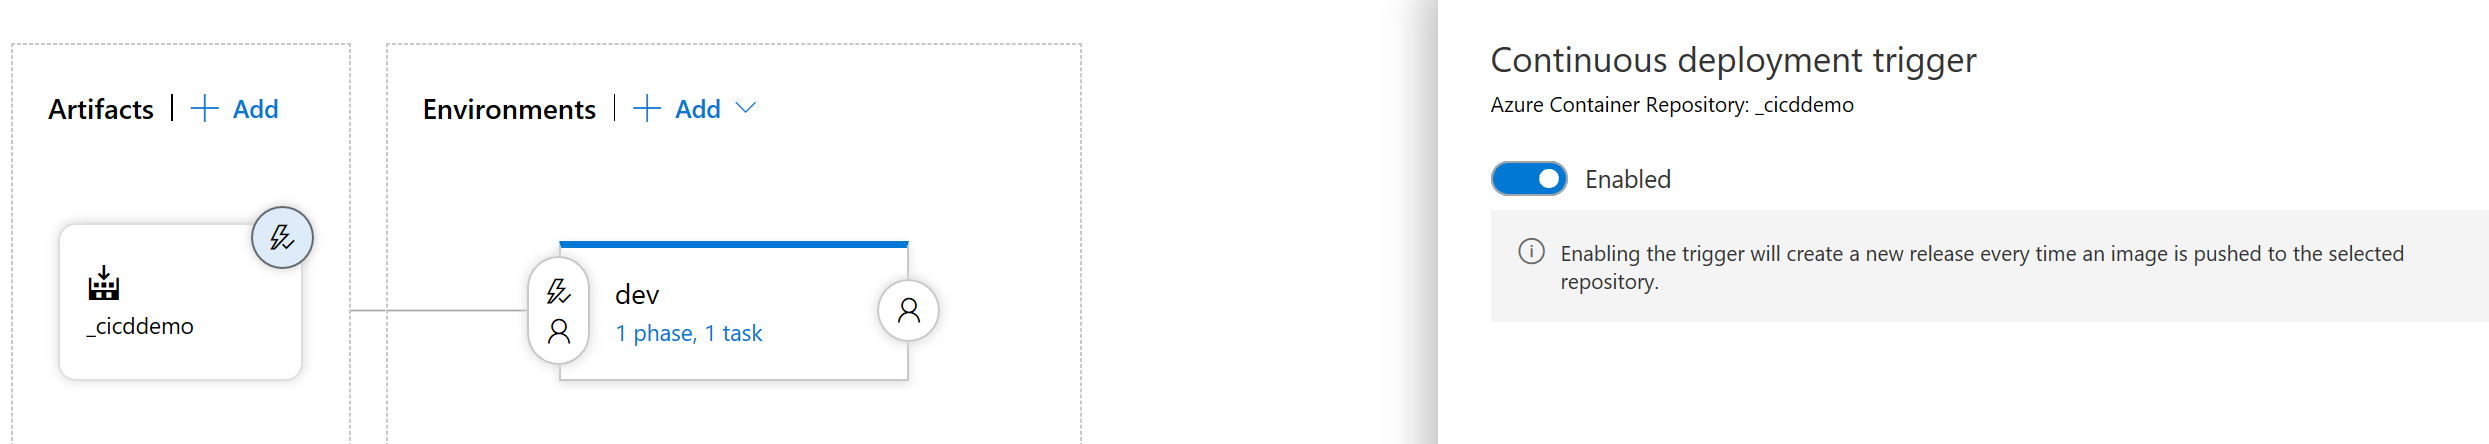 Artifacts | + Add
Environments | + Add
_cicddemo
dev
1 phase, 1 task
Continuous deployment trigger
Azure Container Repository: _cicddemo
Enabled
Enabling the trigger will create a new release every time an image is pushed to the selected
repository.